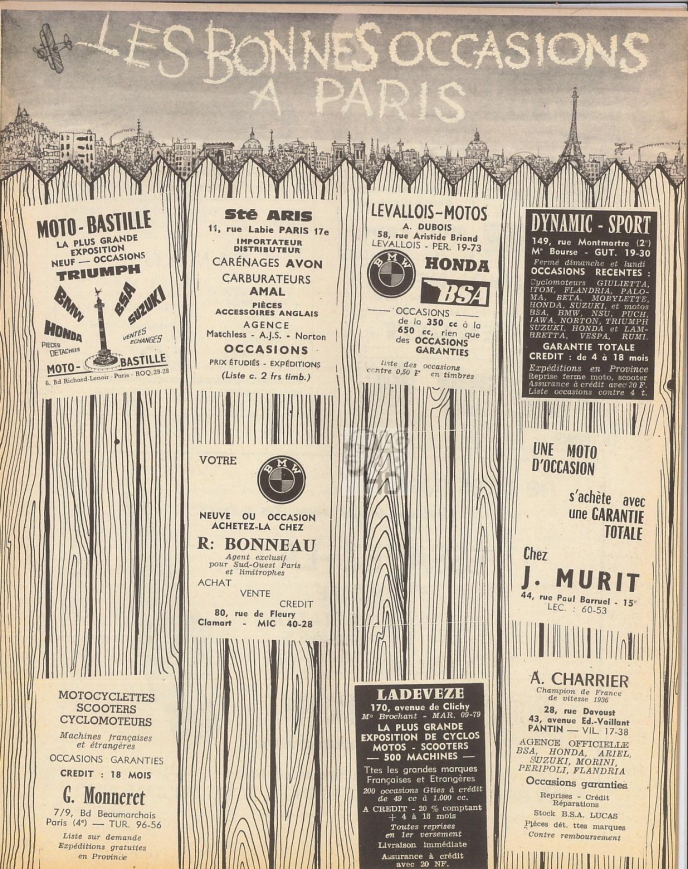 LES BONNES OCCASIONS
A PARIS
MOTO - BASTILLE
LA PLUS GRANDE
EXPOSITION
NEUF — OCCASIONS
TRIUMPH
BMW
BSA
SUZUKI
HONDA
PIECES
DETACHEES
VENTES
ECHANGES
MOTO - BASTILLE
6, Bd Richard-Lenoir - Paris - ROQ. 29-28
Sté ARIS
11, rue Labie PARIS 17e
IMPORTATEUR
DISTRIBUTEUR
CARÉNAGES AVON
CARBURATEURS
AMAL
PIÈCES
ACCESSOIRES ANGLAIS
AGENCE
Matchless - A.J.S. - Norton
OCCASIONS
PRIX ÉTUDIÉS - EXPÉDITIONS
(Liste c. 2 frs timb.)
LEVALLOIS-MOTOS
A. DUBOIS
58, rue Aristide Briand
LEVALLOIS - PER. 19-73
BMW
HONDA
BSA
— OCCASIONS —
de la 350 cc à la
650 cc, rien que
des OCCASIONS
GARANTIES
liste des occasions
contre 0,50 F en timbres
DYNAMIC - SPORT
149, rue Montmartre (2e)
Mo Bourse - GUT. 19-30
Fermé dimanche et lundi
OCCASIONS RECENTES :
Cyclomoteurs GIULIETTA,
ITOM, FLANDRIA, PALO-
MA, BETA, MOBYLETTE,
HONDA, SUZUKI, et motos
BSA, BMW, NSU, PUCH,
JAWA, NORTON, TRIUMPH
SUZUKI, HONDA et LAM-
BRETTA, VESPA, RUMI.
GARANTIE TOTALE
CREDIT : de 4 à 18 mois
Expéditions en Province
Reprise ferme moto, scooter
Assurance à crédit avec 20 F.
Liste occasions contre 4 t.
VOTRE
BMW
NEUVE OU OCCASION
ACHETEZ-LA CHEZ
R. BONNEAU
Agent exclusif
pour Sud-Ouest Paris
et limitrophes
ACHAT
VENTE
CREDIT
80, rue de Fleury
Clamart - MIC 40-28
UNE MOTO
D'OCCASION
s'achète avec
une GARANTIE
TOTALE
Chez
J. MURIT
44, rue Paul Barruel - 15e
LEC. : 60-53
MOTOCYCLETTES
SCOOTERS
CYCLOMOTEURS
Machines françaises
et étrangères
OCCASIONS GARANTIES
CREDIT : 18 MOIS
G. Monneret
7/9, Bd Beaumarchais
Paris (4e) — TUR. 96-56
Liste sur demande
Expéditions gratuites
en Province
LADEVEZE
170, avenue de Clichy
Mo Brochant - MAR. 09-79
LA PLUS GRANDE
EXPOSITION DE CYCLOS
MOTOS - SCOOTERS
— 500 MACHINES —
Ttes les grandes marques
Françaises et Etrangères
200 occasions Gties à crédit
de 49 cc à 1.000 cc.
A CREDIT - 20 % comptant
+ 4 à 18 mois
Toutes reprises
en 1er versement
Livraison immédiate
Assurance à crédit
avec 20 NF.
A. CHARRIER
Champion de France
de vitesse 1936
28, rue Davoust
43, avenue Ed.-Vaillant
PANTIN — VIL. 17-38
AGENCE OFFICIELLE
BSA, HONDA, ARIEL,
SUZUKI, MORINI,
PERIPOLI, FLANDRIA
Occasions garanties
Reprises - Crédit
Réparations
Stock B.S.A. LUCAS
Pièces dét. ttes marques
Contre remboursement